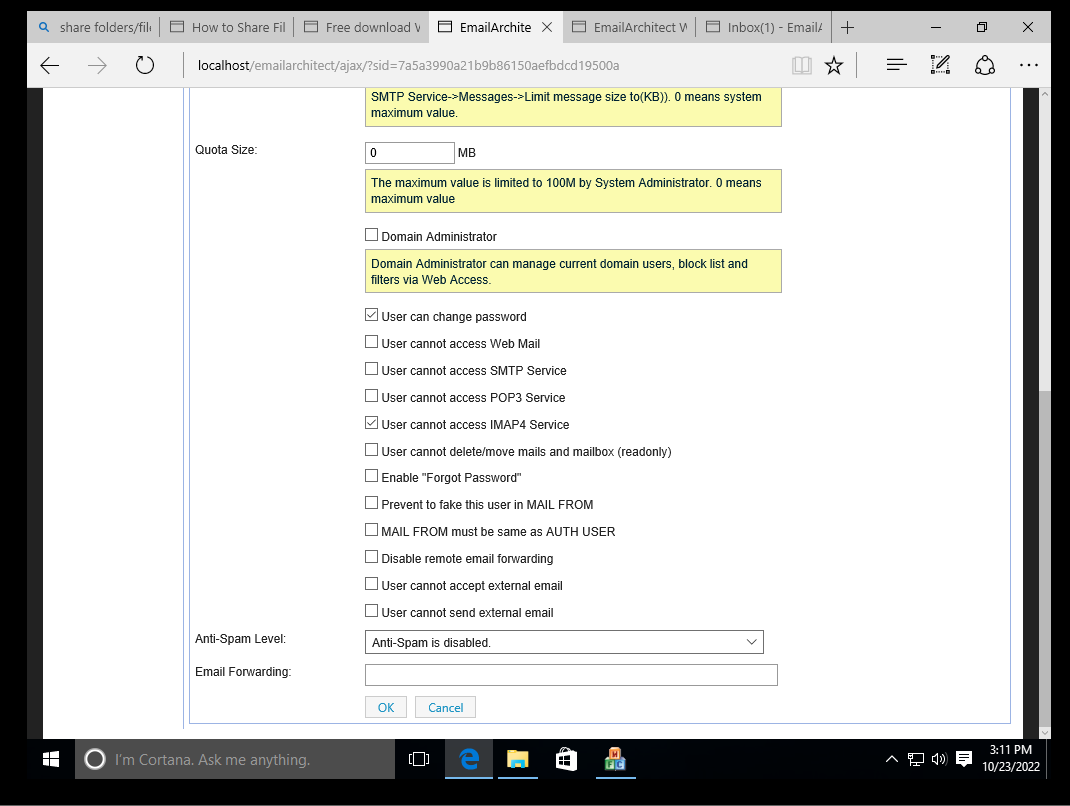 share folders/file
How to Share Fil
Free download V
EmailArchite
EmailArchitect W
Inbox(1) - EmailA
localhost/emailarchitect/ajax/?sid=7a5a3990a21b9b86150aefbdcd19500a
SMTP Service->Messages->Limit message size to(KB)). 0 means system
maximum value.
Quota Size:
0 MB
The maximum value is limited to 100M by System Administrator. 0 means
maximum value
Domain Administrator
Domain Administrator can manage current domain users, block list and
filters via Web Access.
User can change password
User cannot access Web Mail
User cannot access SMTP Service
User cannot access POP3 Service
User cannot access IMAP4 Service
User cannot delete/move mails and mailbox (readonly)
Enable "Forgot Password"
Prevent to fake this user in MAIL FROM
MAIL FROM must be same as AUTH USER
Disable remote email forwarding
User cannot accept external email
User cannot send external email
Anti-Spam Level:
Anti-Spam is disabled.
Email Forwarding:
OK
Cancel
I'm Cortana. Ask me anything.
H
F C
3:11 PM
10/23/2022